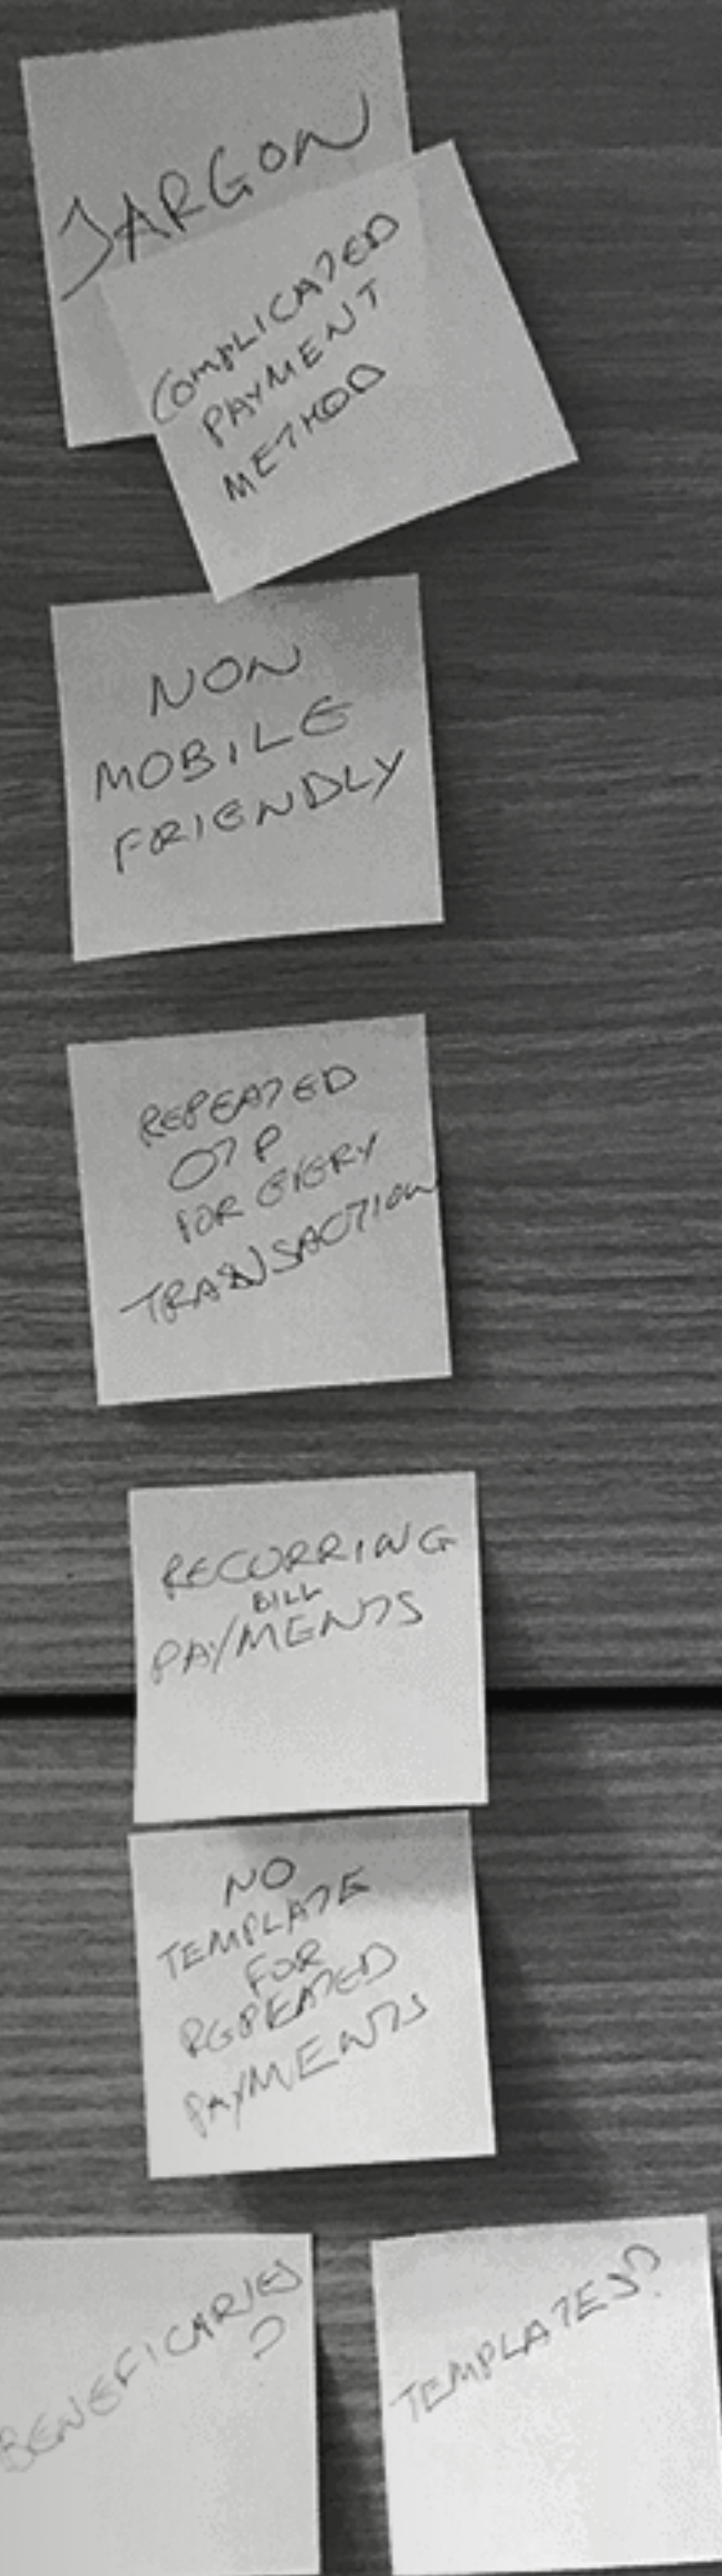 JARGON
COMPLICATED
PAYMENT
METHOD
NON
MOBILE
FRIENDLY
REPEATED
OTP
FOR EVERY
TRANSACTION
RECURRING
BILL
PAYMENTS
NO
TEMPLATE
FOR
REPEATED
PAYMENTS
BENEFICARIES
?
TEMPLATES?